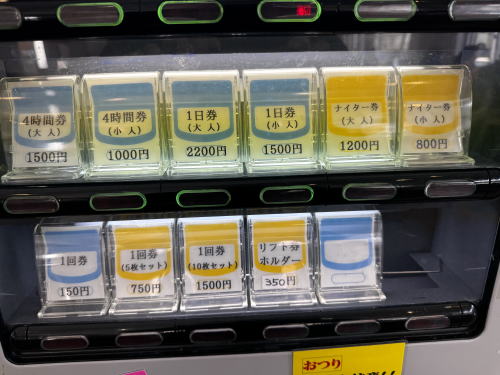 4時間券
(大 人)
1500円
4時間券
(小 人)
1000円
1日券
(大 人)
2200円
1日券
(小 人)
1500円
ナイター券
(大 人)
1200円
ナイター券
(小 人)
800円
1回券
150円
1回券
(5枚セット)
750円
1回券
(10枚セット)
1500円
リフト券
ホルダー
350円
おつり